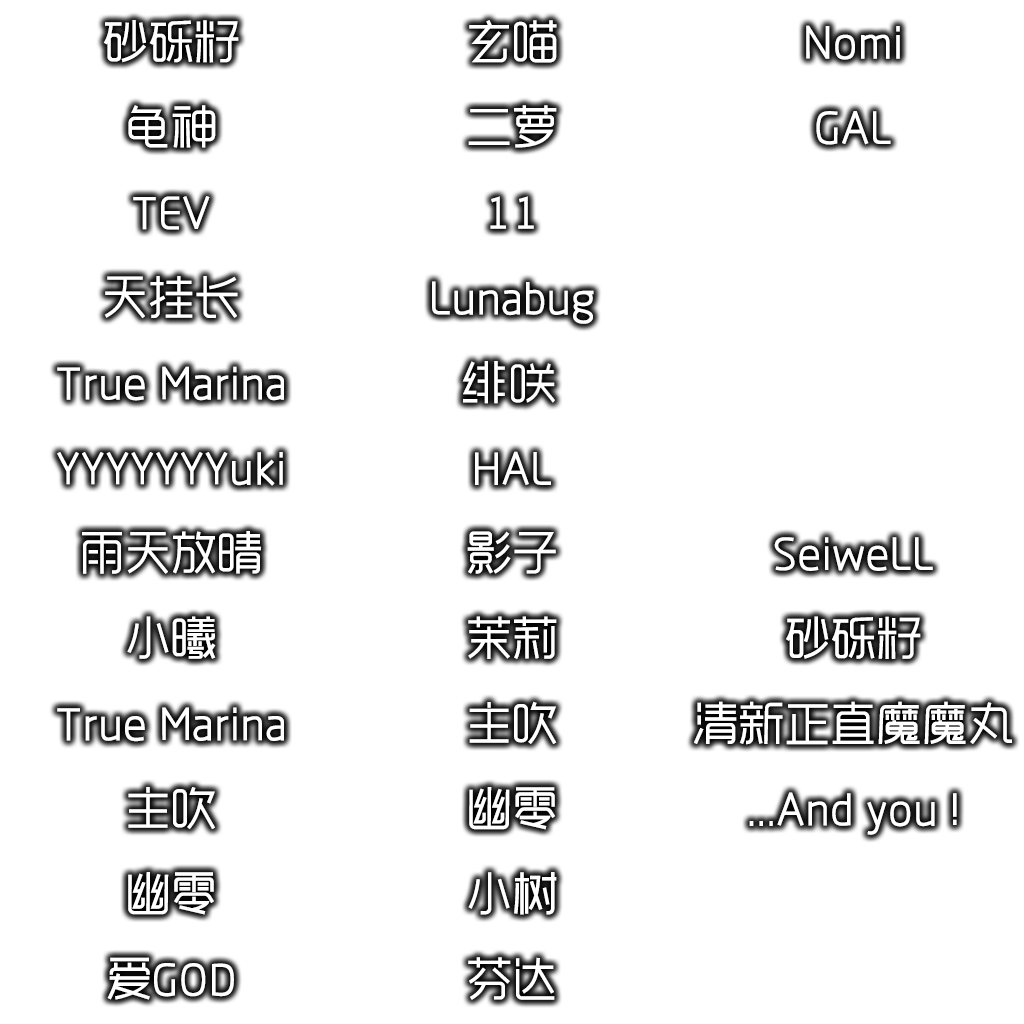 砂砾籽
龟神
TEV
天挂长
True Marina
YYYYYYYuki
雨天放晴
小曦
True Marina
主吹
幽零
爱GOD
玄喵
二萝
11
Lunabug
绯咲
HAL
影子
茉莉
主吹
幽零
小树
芬达
Nomi
GAL
SeiweLL
砂砾籽
清新正直魔魔丸
...And you !